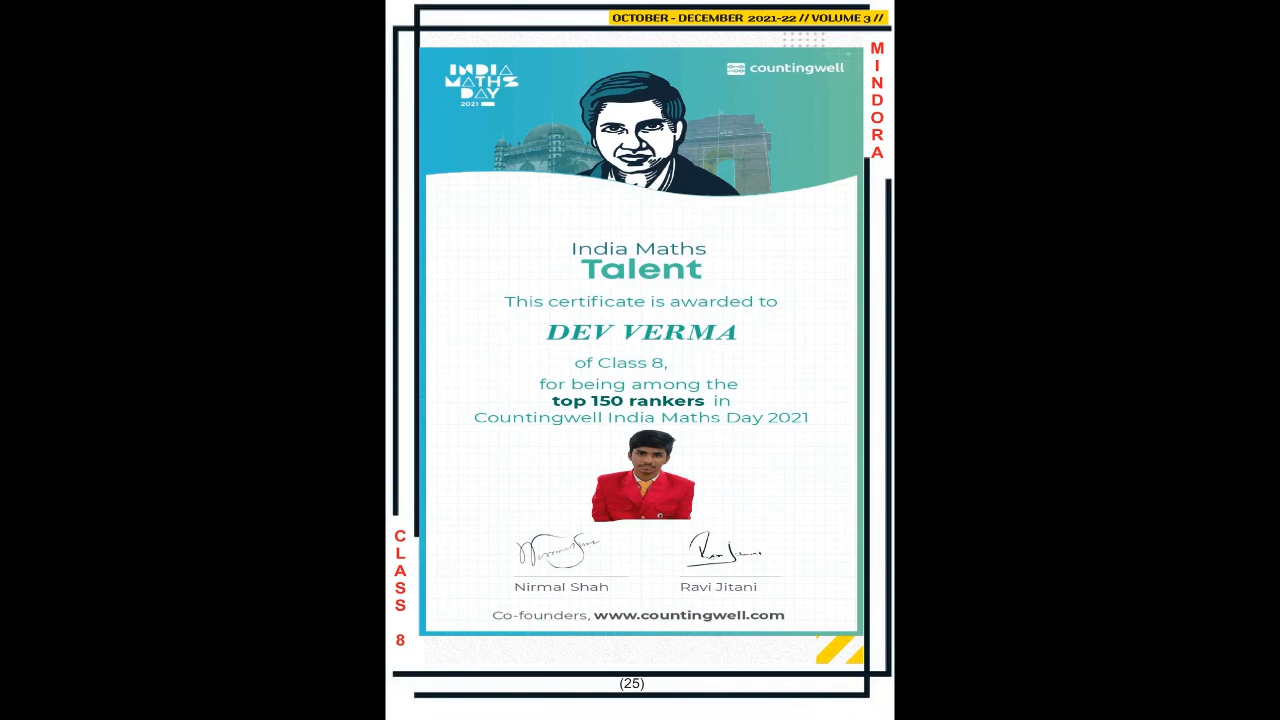 OCTOBER - DECEMBER 2021-22 // VOLUME 3 //
MINDORA
INDIA
MATHS
DAY
2021
countingwell
India Maths
Talent
This certificate is awarded to
DEV VERMA
of Class 8,
for being among the
top 150 rankers in
Countingwell India Maths Day 2021
Nirmal Shah
Ravi Jitani
Co-founders, www.countingwell.com
CLASS 8
(25)